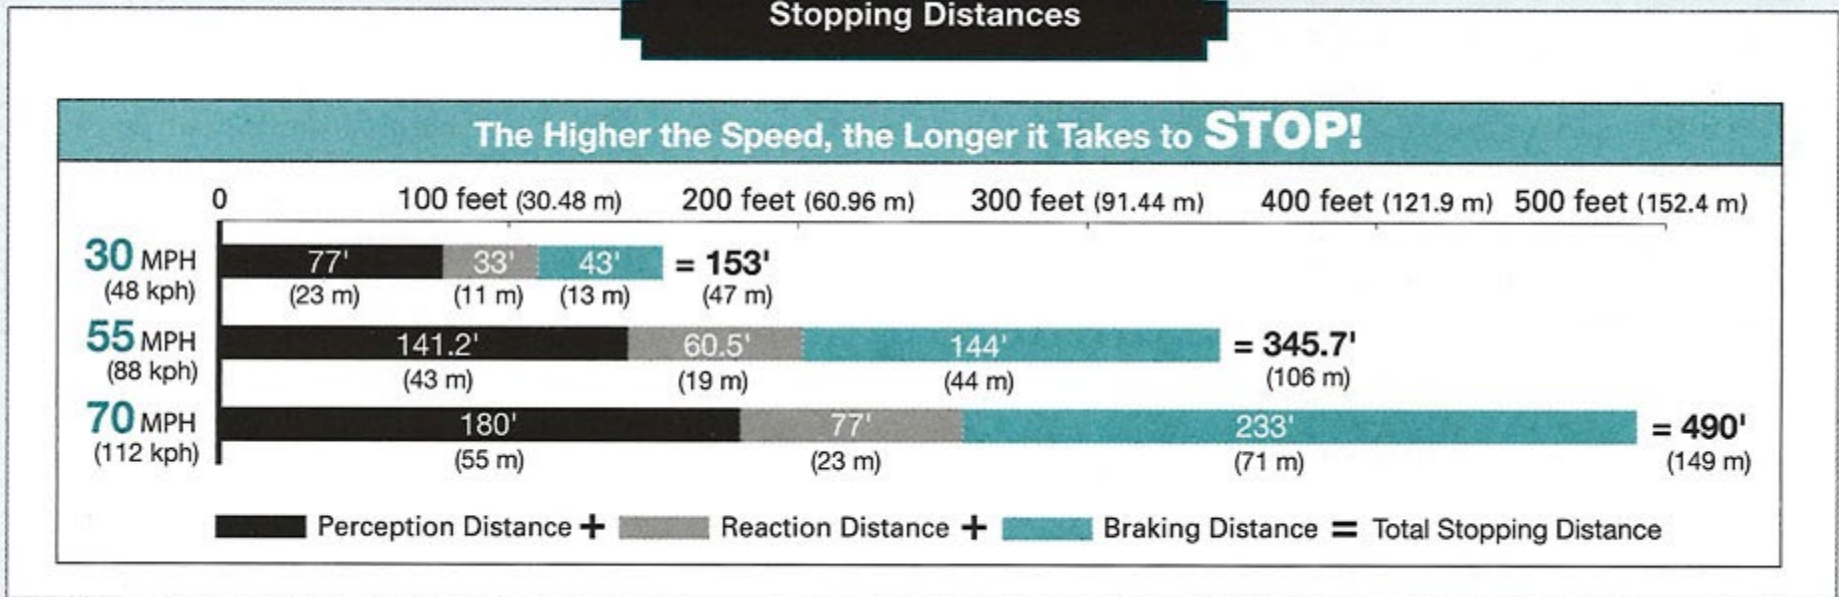 Stopping Distances
The Higher the Speed, the Longer it Takes to STOP!
0 100 feet (30.48 m) 200 feet (60.96 m) 300 feet (91.44 m) 400 feet (121.9 m) 500 feet (152.4 m)
30 MPH 77' 33' 43' = 153'
(48 kph) (23 m) (11 m) (13 m) (47 m)
55 MPH 141.2' 60.5' 144' = 345.7'
(88 kph) (43 m) (19 m) (44 m) (106 m)
70 MPH 180' 77' 233' = 490'
(112 kph) (55 m) (23 m) (71 m) (149 m)
Perception Distance + Reaction Distance + Braking Distance = Total Stopping Distance